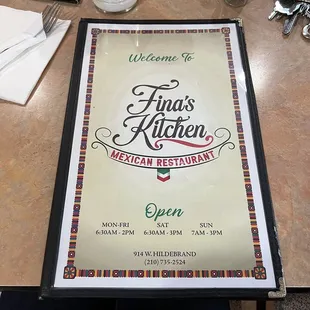 Welcome To
Fina's
Kitchen
MEXICAN RESTAURANT
Open
MON-FRI SAT SUN
6:30AM - 2PM 6:30AM - 3PM 7AM - 3PM
914 W. HILDEBRAND
(210) 735-2524